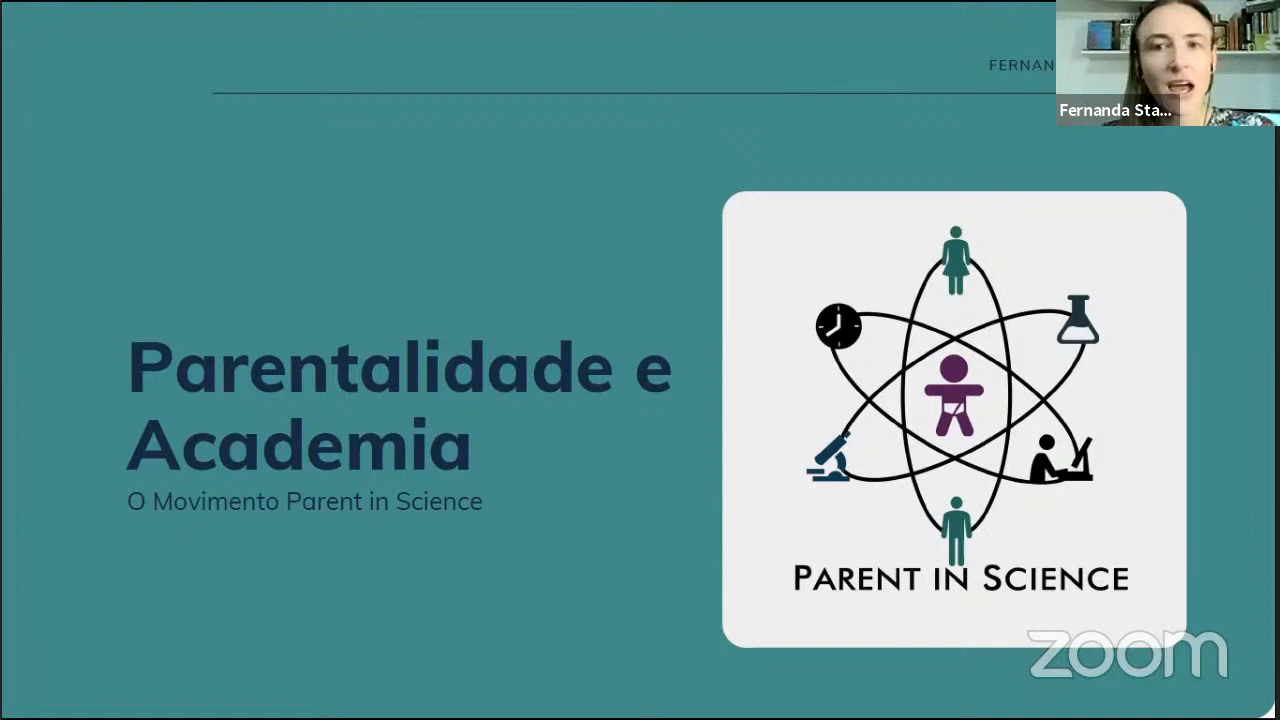 FERNAN
Fernanda Sta...
Parentalidade e
Academia
O Movimento Parent in Science
PARENT IN SCIENCE
zoom